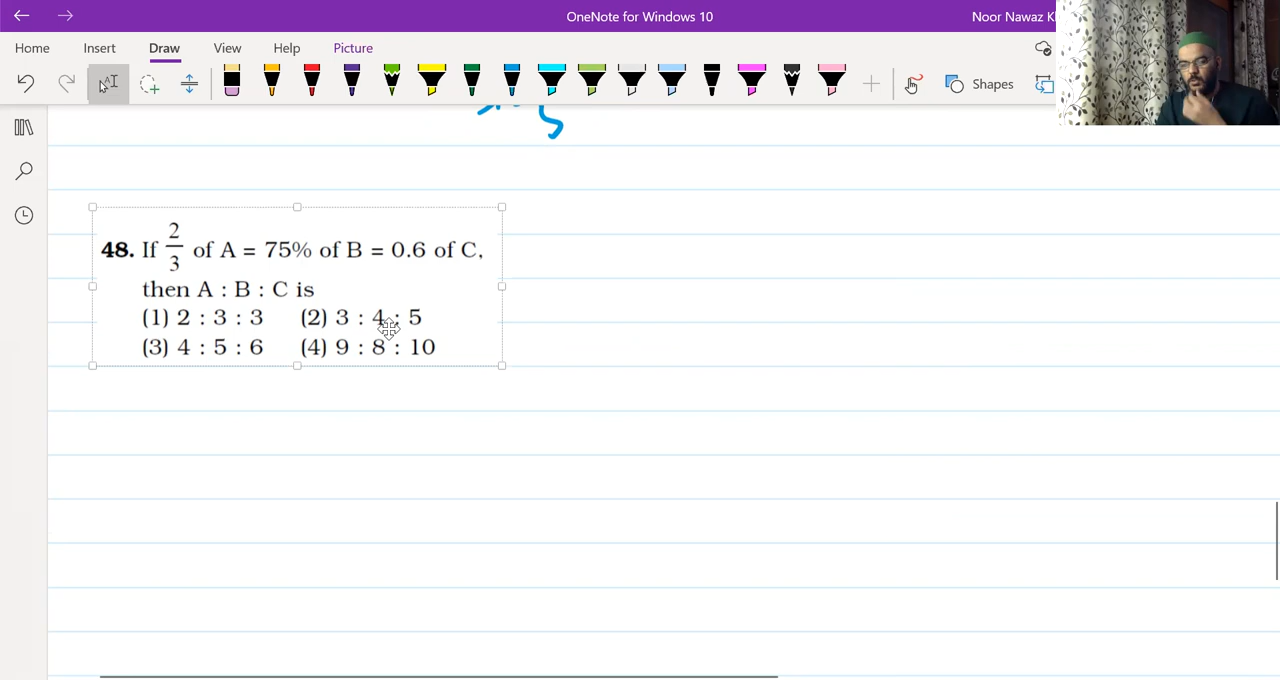 OneNote for Windows 10
Noor Nawaz K
Home Insert Draw View Help Picture
Shapes
48. If 2/3 of A = 75% of B = 0.6 of C,
then A : B : C is
(1) 2 : 3 : 3 (2) 3 : 4 : 5
(3) 4 : 5 : 6 (4) 9 : 8 : 10